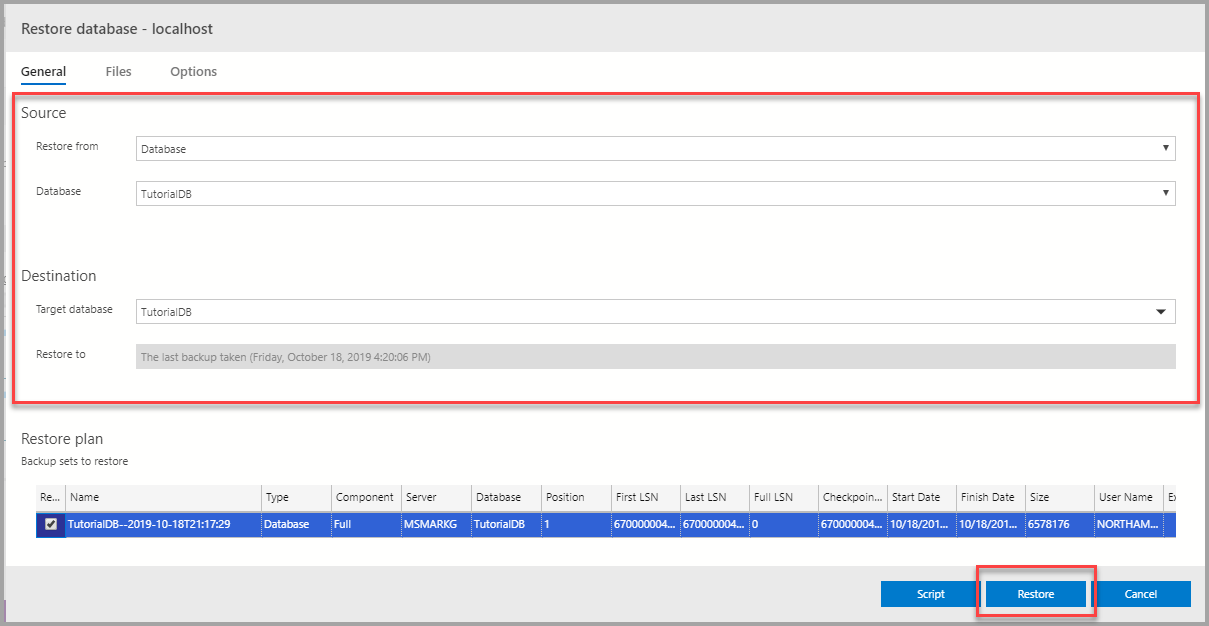 Restore database - localhost
General Files Options
Source
Restore from Database
Database TutorialDB
Destination
Target database TutorialDB
Restore to The last backup taken (Friday, October 18, 2019 4:20:06 PM)
Restore plan
Backup sets to restore
Re... Name Type Component Server Database Position First LSN Last LSN Full LSN Checkpoin... Start Date Finish Date Size User Name Ex
TutorialDB--2019-10-18T21:17:29 Database Full MSMARKG TutorialDB 1 670000004... 670000004... 0 670000004... 10/18/201... 10/18/201... 6578176 NORTHAM...
Script Restore Cancel